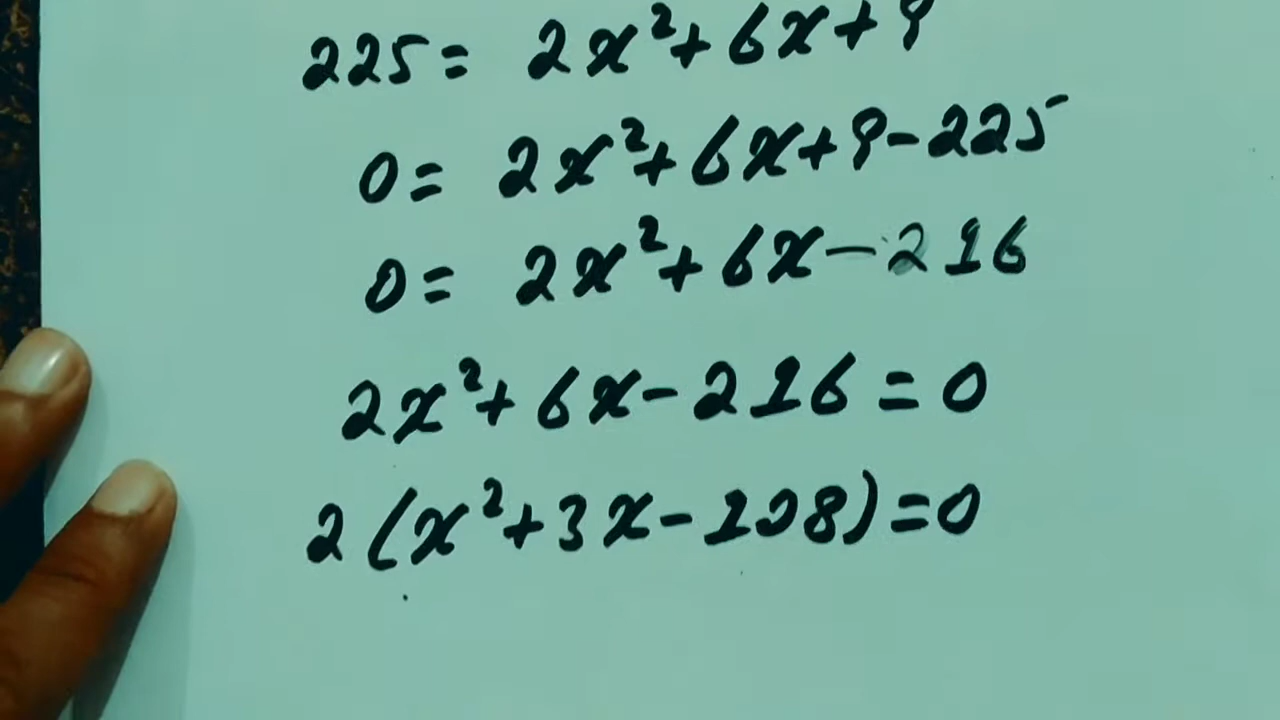 225 = 2x² + 6x + 9
0 = 2x² + 6x + 9 - 225
0 = 2x² + 6x - 216
2x² + 6x - 216 = 0
2(x² + 3x - 108) = 0